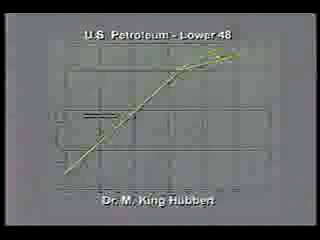 U.S. Petroleum - Lower 48
Dr. M. King Hubbert